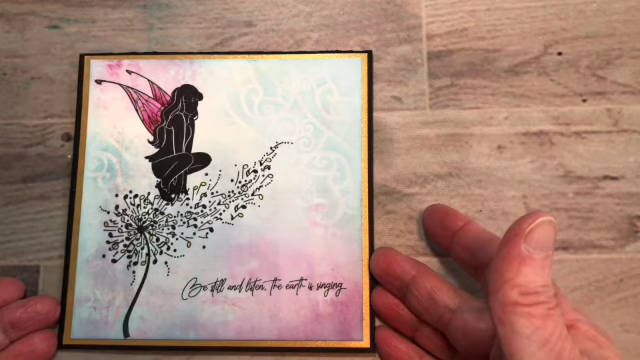 Be still and listen, the earth is singing